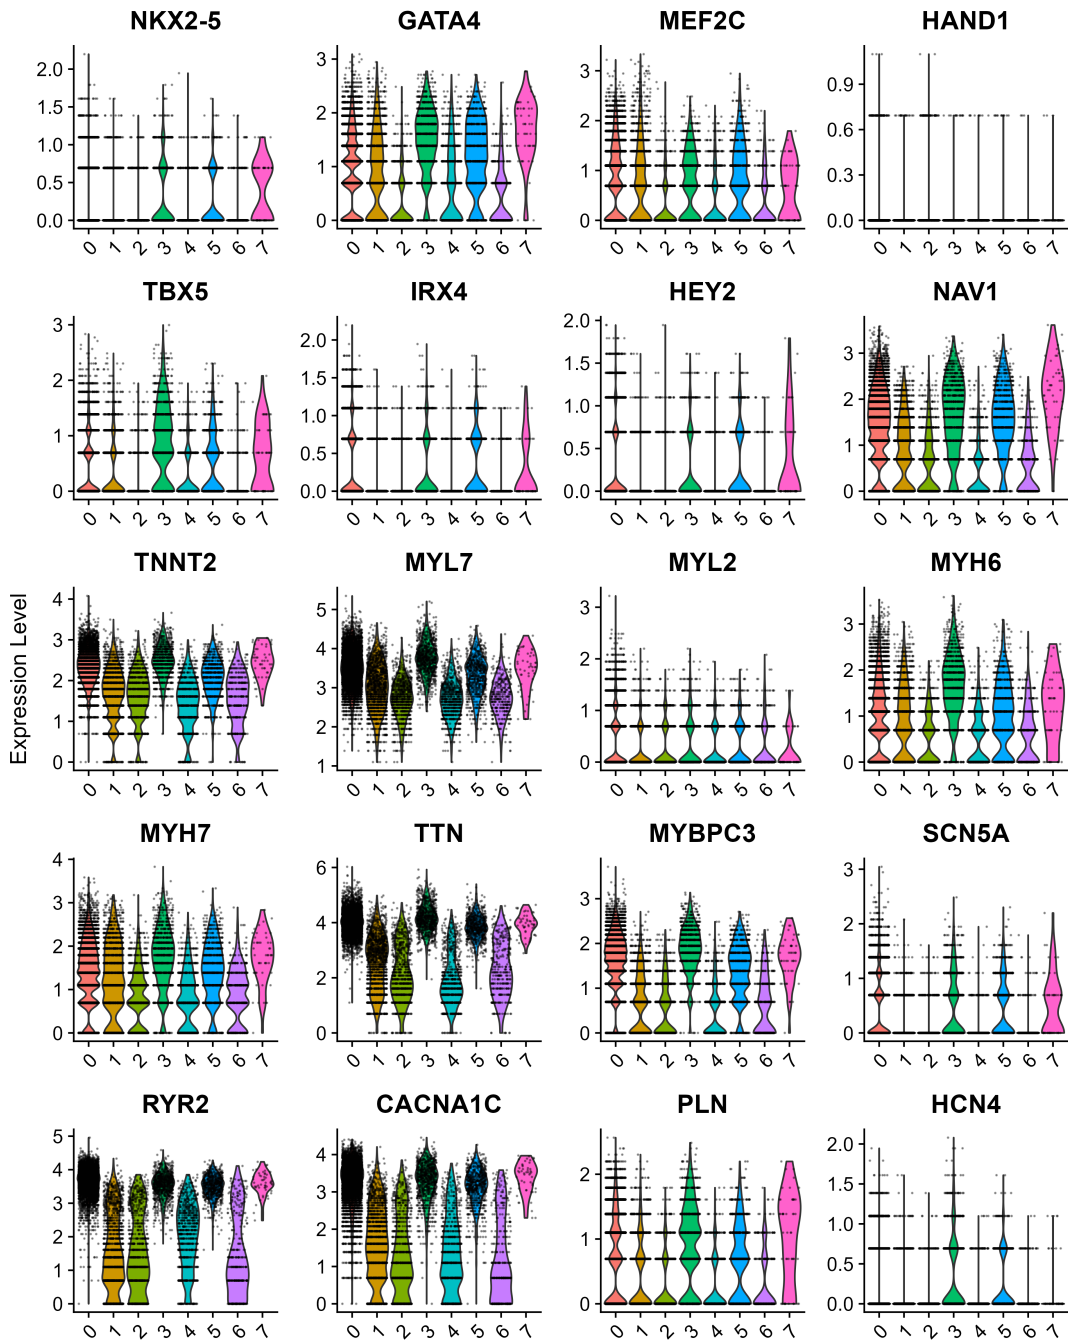 NKX2-5 GATA4 MEF2C HAND1
2.0 3 3 0.9
1.5 2 2 0.6
1.0 1 1 0.3
0.5 0 0 0.0
0.0
0 1 2 3 4 5 6 7 0 1 2 3 4 5 6 7 0 1 2 3 4 5 6 7 0 1 2 3 4 5 6 7
TBX5 IRX4 HEY2 NAV1
3 2.0 2.0 3
2 1.5 1.5 2
1 1.0 1.0 1
0 0.5 0.5 0
0.0 0.0
0 1 2 3 4 5 6 7 0 1 2 3 4 5 6 7 0 1 2 3 4 5 6 7 0 1 2 3 4 5 6 7
Expression Level
TNNT2 MYL7 MYL2 MYH6
4 5 3 3
3 4 2 2
2 3 1 1
1 2 0 0
0 1
0 1 2 3 4 5 6 7 0 1 2 3 4 5 6 7 0 1 2 3 4 5 6 7 0 1 2 3 4 5 6 7
MYH7 TTN MYBPC3 SCN5A
4 6 3 3
3 4 2 2
2 2 1 1
1 0 0 0
0
0 1 2 3 4 5 6 7 0 1 2 3 4 5 6 7 0 1 2 3 4 5 6 7 0 1 2 3 4 5 6 7
RYR2 CACNA1C PLN HCN4
5 4 2 2.0
4 3 1 1.5
3 2 0 1.0
2 1 0.5
1 0 0.0
0
0 1 2 3 4 5 6 7 0 1 2 3 4 5 6 7 0 1 2 3 4 5 6 7 0 1 2 3 4 5 6 7